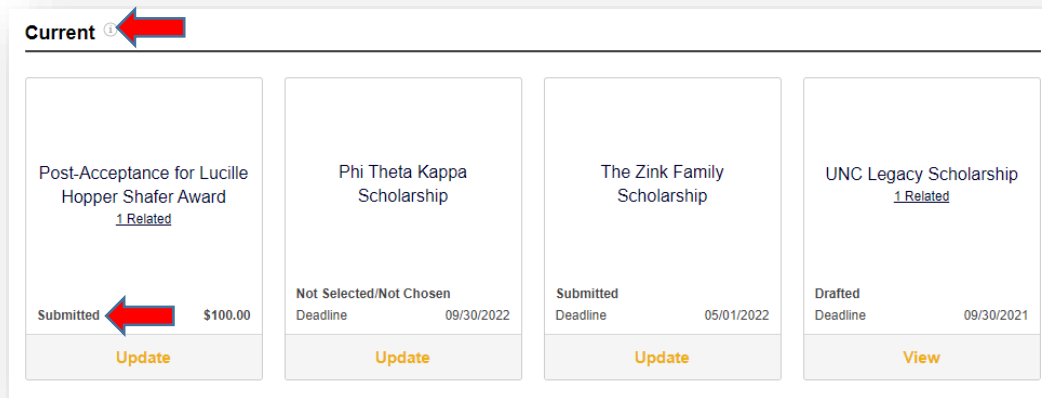 Current
Post-Acceptance for Lucille
Hopper Shafer Award
1 Related
Submitted $100.00
Update
Phi Theta Kappa
Scholarship
Not Selected/Not Chosen
Deadline 09/30/2022
Update
The Zink Family
Scholarship
Submitted
Deadline 05/01/2022
Update
UNC Legacy Scholarship
1 Related
Drafted
Deadline 09/30/2021
View